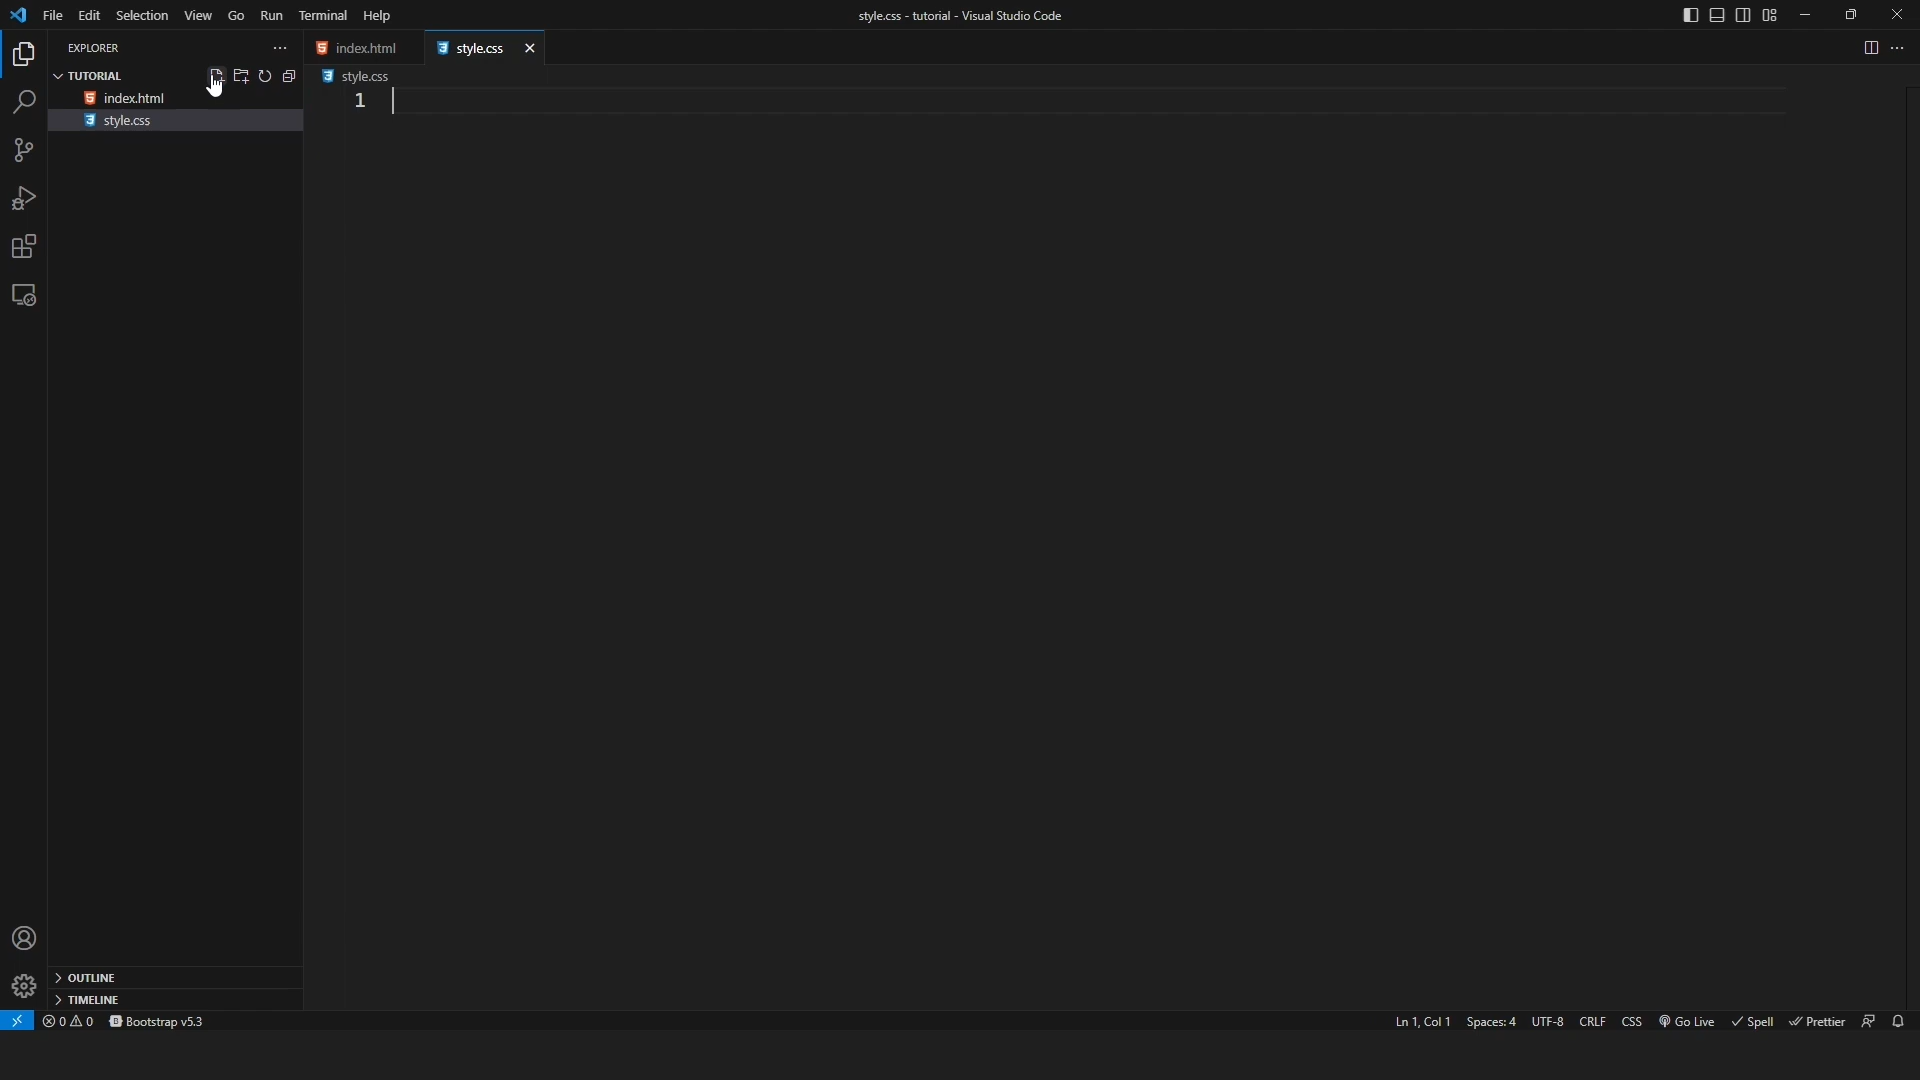 File Edit Selection View Go Run Terminal Help
style.css - tutorial - Visual Studio Code
EXPLORER
index.html
style.css
TUTORIAL
style.css
index.html
1
style.css
OUTLINE
TIMELINE
0 0 Bootstrap v5.3
Ln 1, Col 1 Spaces: 4 UTF-8 CRLF CSS Go Live Spell Prettier